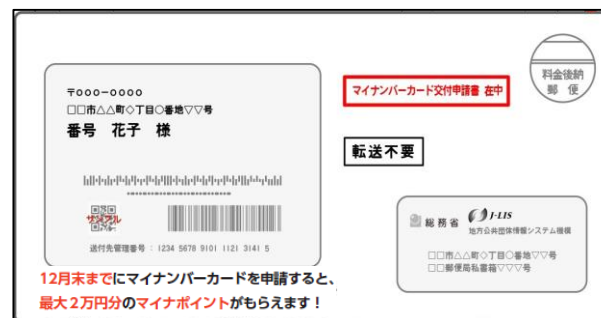 〒000-0000
□□市△△町◇丁目○番地▽▽号
番号 花子 様
サンプル
送付先管理番号：1234 5678 9101 1121 3141 5
マイナンバーカード交付申請書 在中
料金後納
郵便
転送不要
総務省 J-LIS
地方公共団体情報システム機構
□□市△△町◇丁目○番地▽▽号
□□郵便局私書箱▽▽▽号
12月末までにマイナンバーカードを申請すると、
最大2万円分のマイナポイントがもらえます！